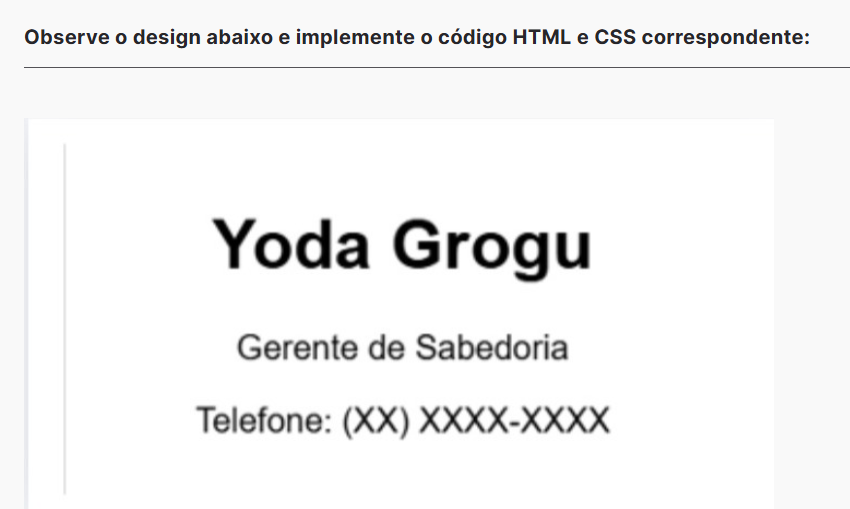 Observe o design abaixo e implemente o código HTML e CSS correspondente:
Yoda Grogu
Gerente de Sabedoria
Telefone: (XX) XXXX-XXXX